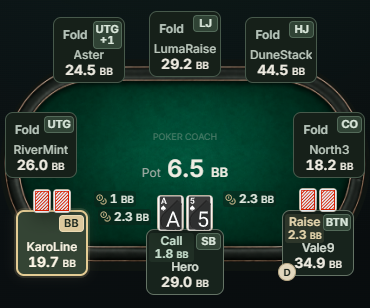 Fold UTG
+1
Aster
24.5 BB
Fold LJ
LumaRaise
29.2 BB
Fold HJ
DuneStack
44.5 BB
Fold UTG
RiverMint
26.0 BB
Fold CO
North3
18.2 BB
POKER COACH
Pot 6.5 BB
1 BB
2.3 BB
2.3 BB
A
A
5
5
BB
KaroLine
19.7 BB
Call SB
1.8 BB
Hero
29.0 BB
Raise BTN
2.3 BB
Vale9
34.9 BB
D